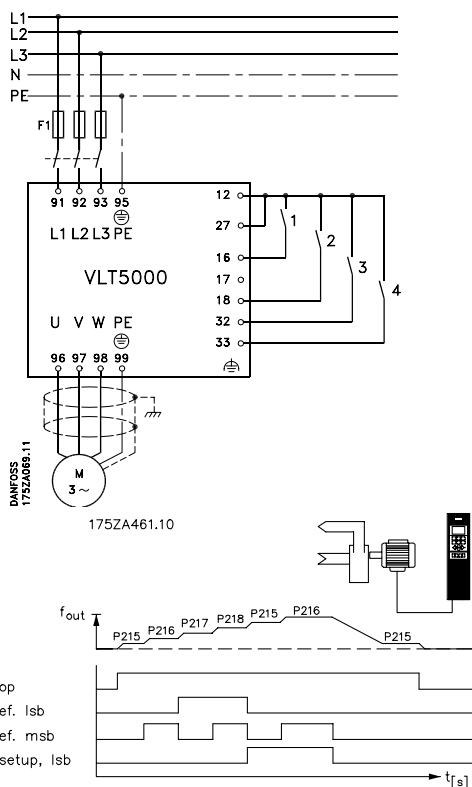 L1
L2
L3
N
PE
F1
91 92 93 95
L1 L2 L3 PE
VLT5000
U V W PE
96 97 98 99
12
27
16
17
18
32
33
1
2
3
4
M
3 ~
DANFOSS
175ZA069.11
175ZA461.10
fout
P215 P216 P217 P218 P215 P216 P215
op
ef. lsb
ef. msb
setup, lsb
t[s]